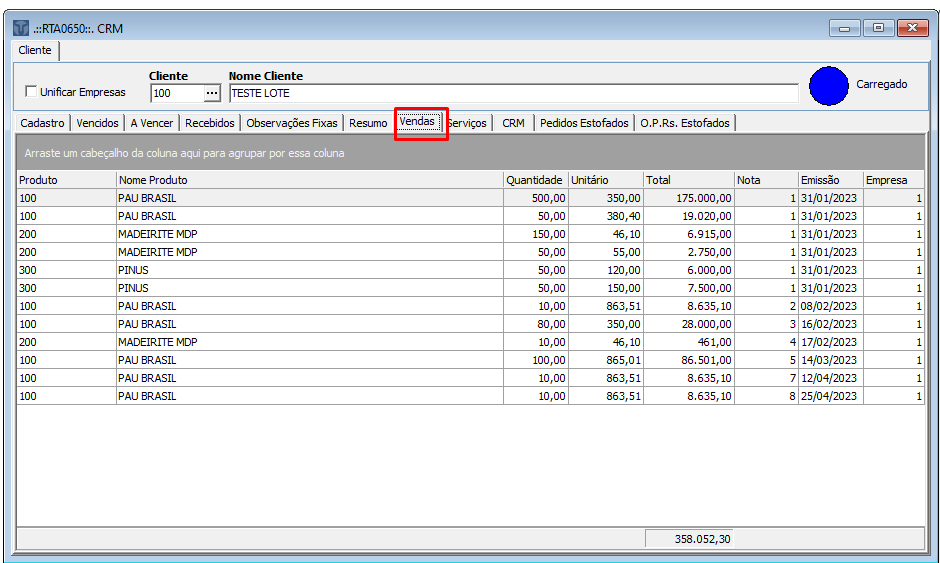 .::RTA0650::. CRM
Cliente
Unificar Empresas Cliente 100 ... Nome Cliente TESTE LOTE Carregado
Cadastro Vencidos A Vencer Recebidos Observações Fixas Resumo Vendas Serviços CRM Pedidos Estofados O.P.Rs. Estofados
Arraste um cabeçalho da coluna aqui para agrupar por essa coluna
Produto Nome Produto Quantidade Unitário Total Nota Emissão Empresa
100 PAU BRASIL 500,00 350,00 175.000,00 1 31/01/2023 1
100 PAU BRASIL 50,00 380,40 19.020,00 1 31/01/2023 1
200 MADEIRITE MDP 150,00 46,10 6.915,00 1 31/01/2023 1
200 MADEIRITE MDP 50,00 55,00 2.750,00 1 31/01/2023 1
300 PINUS 50,00 120,00 6.000,00 1 31/01/2023 1
300 PINUS 50,00 150,00 7.500,00 1 31/01/2023 1
100 PAU BRASIL 10,00 863,51 8.635,10 2 08/02/2023 1
100 PAU BRASIL 80,00 350,00 28.000,00 3 16/02/2023 1
200 MADEIRITE MDP 10,00 46,10 461,00 4 17/02/2023 1
100 PAU BRASIL 100,00 865,01 86.501,00 5 14/03/2023 1
100 PAU BRASIL 10,00 863,51 8.635,10 7 12/04/2023 1
100 PAU BRASIL 10,00 863,51 8.635,10 8 25/04/2023 1
358.052,30